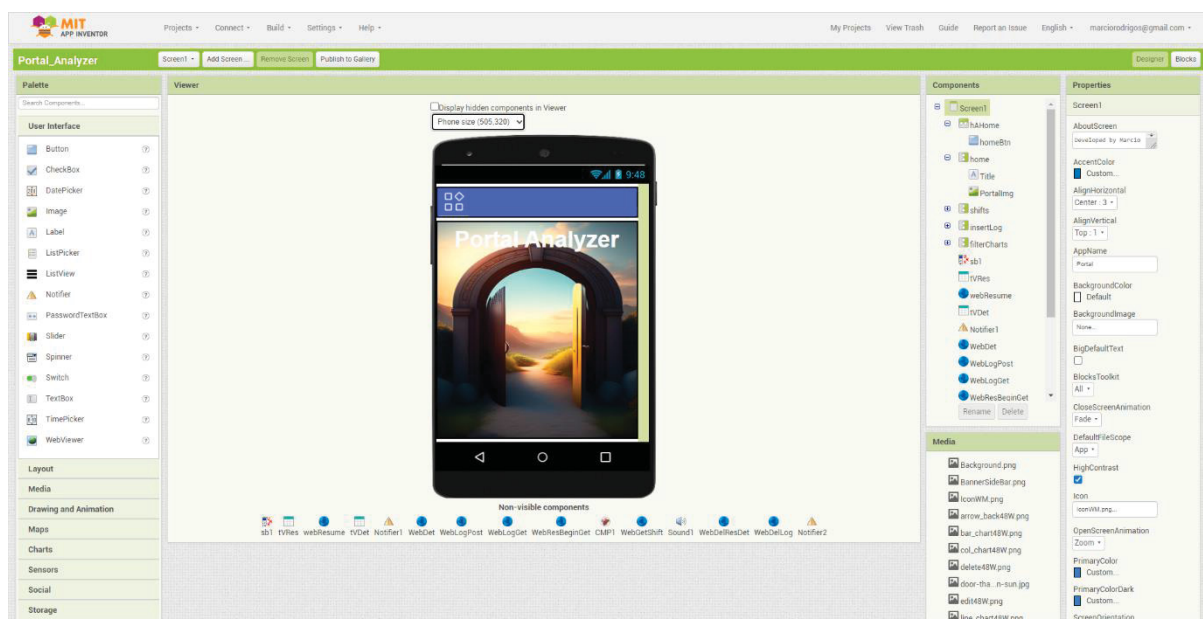 MIT
APP INVENTOR
Projects Connect Build Settings Help My Projects View Trash Guide Report an Issue English marciorodrigos@gmail.com
Portal_Analyzer Screen1 Add Screen ... Remove Screen Publish to Gallery Designer Blocks
Palette
Search Components...
User Interface
Button
CheckBox
DatePicker
Image
Label
ListPicker
ListView
Notifier
PasswordTextBox
Slider
Spinner
Switch
TextBox
TimePicker
WebViewer
Layout
Media
Drawing and Animation
Maps
Charts
Sensors
Social
Storage
Viewer
Display hidden components in Viewer
Phone size (505,320)
9:48
Portal Analyzer
Non-visible components
sb1 tVRes webResume tVDet Notifier1 WebDet WebLogPost WebLogGet WebResBeginGet CMP1 WebGetShift Sound1 WebDelResDet WebDelLog Notifier2
Components
Screen1
hAHome
homeBtn
home
Title
PortalImg
shifts
insertLog
filterCharts
sb1
tVRes
webResume
tVDet
Notifier1
WebDet
WebLogPost
WebLogGet
WebResBeginGet
Rename Delete
Media
Background.png
BannerSideBar.png
IconWM.png
arrow_back48W.png
bar_chart48W.png
col_chart48W.png
delete48W.png
door-tha...n-sun.jpg
edit48W.png
line_chart48W.png
Properties
Screen1
AboutScreen
Developed by Marcio
AccentColor
Custom...
AlignHorizontal
Center : 3
AlignVertical
Top : 1
AppName
Portal
BackgroundColor
Default
BackgroundImage
None...
BigDefaultText
BlocksToolkit
All
CloseScreenAnimation
Fade
DefaultFileScope
App
HighContrast
Icon
IconWM.png...
OpenScreenAnimation
Zoom
PrimaryColor
Custom...
PrimaryColorDark
Custom...
ScreenOrientation